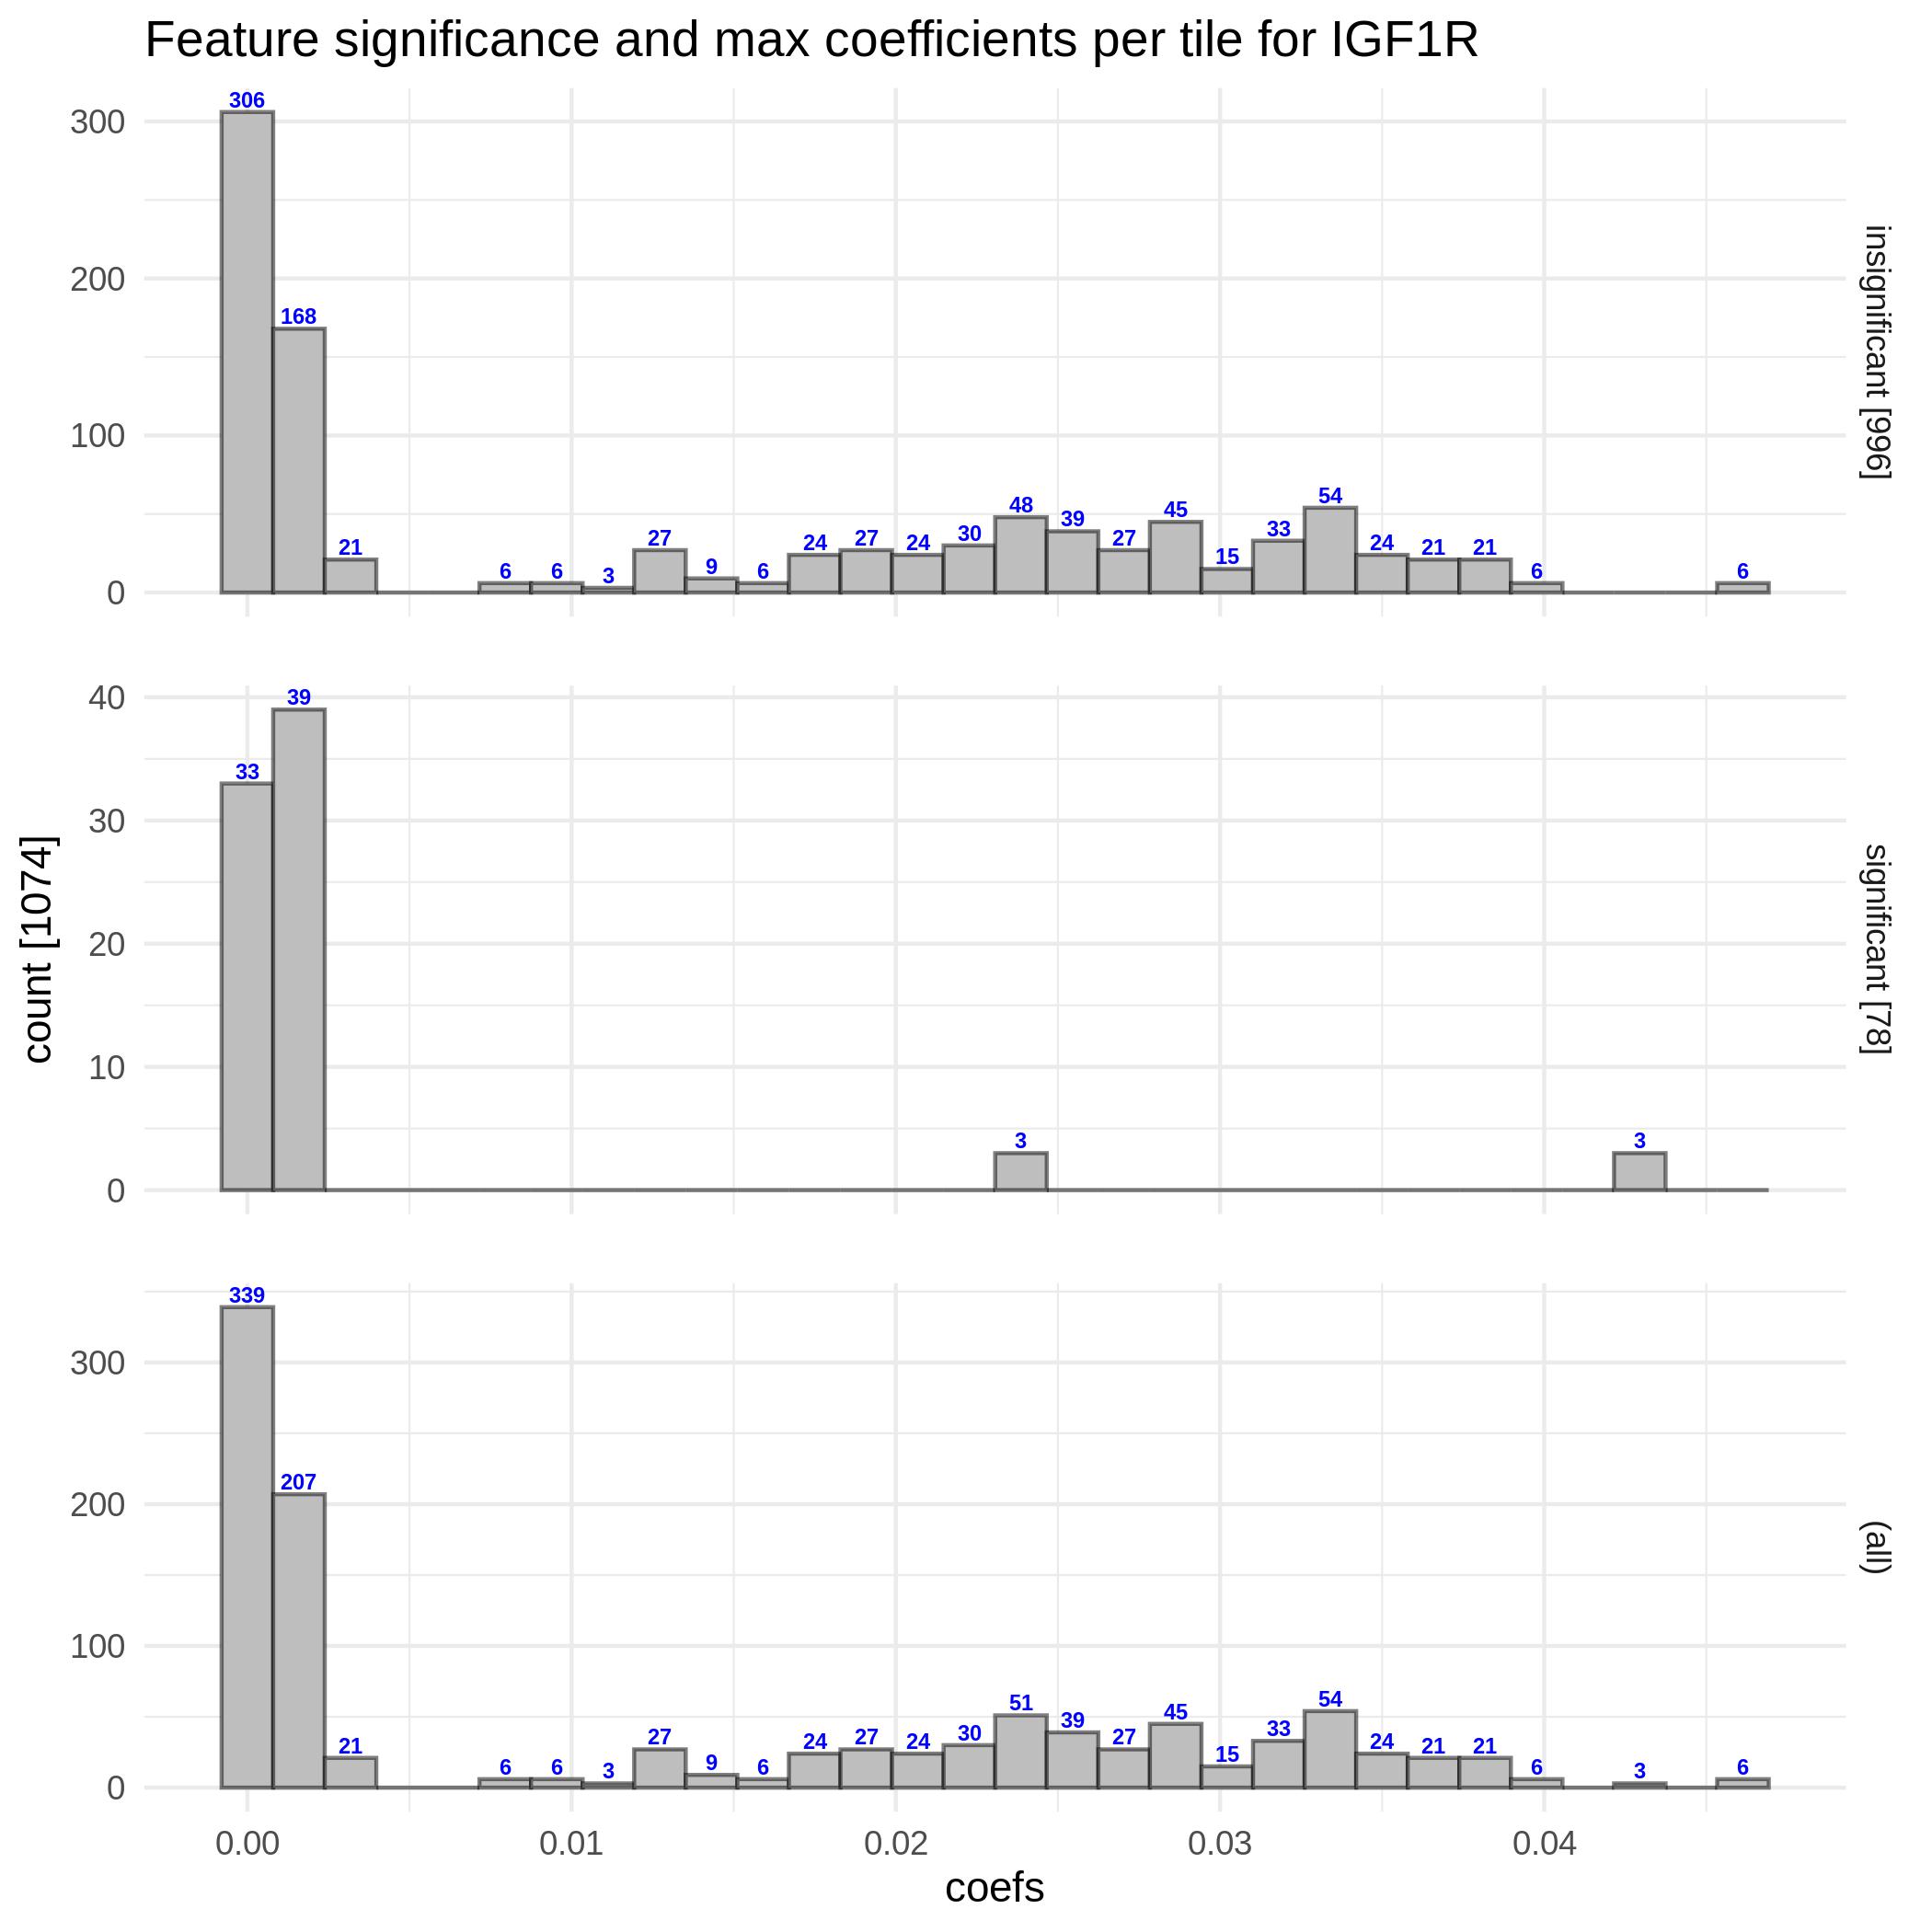 Feature significance and max coefficients per tile for IGF1R
306
300
168
200
100
21 6 6 3 27 9 6 24 27 24 30 48 39 27 45 15 33 54 24 21 21 6 6
0
insignificant [996]
40
39
33
30
20
10
3 3
0
significant [78]
count [1074]
339
300
207
200
100
21 6 6 3 27 9 6 24 27 24 30 51 39 27 45 15 33 54 24 21 21 6 3 6
0
(all)
0.00 0.01 0.02 0.03 0.04
coefs